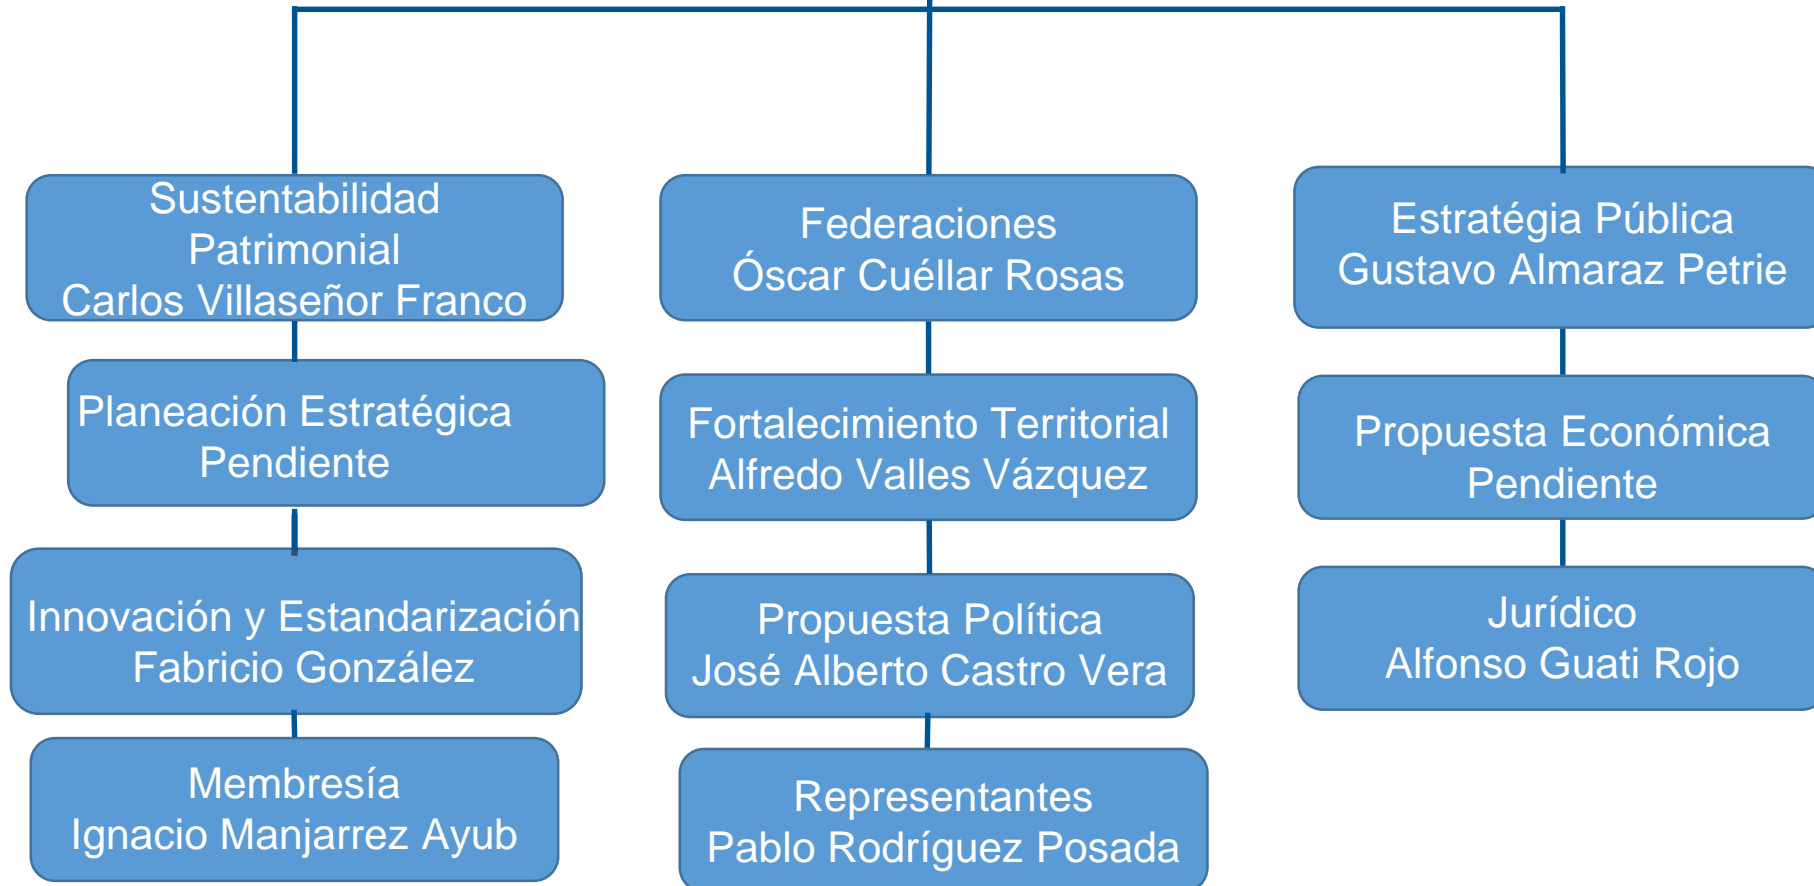 Sustentabilidad
Patrimonial
Carlos Villaseñor Franco
Planeación Estratégica
Pendiente
Innovación y Estandarización
Fabricio González
Membresía
Ignacio Manjarrez Ayub
Federaciones
Óscar Cuéllar Rosas
Fortalecimiento Territorial
Alfredo Valles Vázquez
Propuesta Política
José Alberto Castro Vera
Representantes
Pablo Rodríguez Posada
Estratégia Pública
Gustavo Almaraz Petrie
Propuesta Económica
Pendiente
Jurídico
Alfonso Guati Rojo